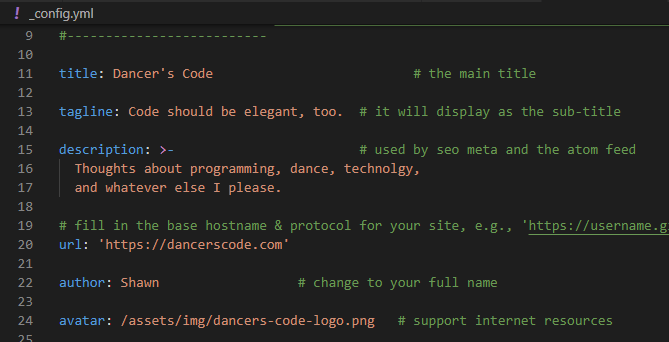 ! _config.yml
9 #--------------------------
10
11 title: Dancer's Code # the main title
12
13 tagline: Code should be elegant, too. # it will display as the sub-title
14
15 description: >- # used by seo meta and the atom feed
16 Thoughts about programming, dance, technolgy,
17 and whatever else I please.
18
19 # fill in the base hostname & protocol for your site, e.g., 'https://username.g
20 url: 'https://dancerscode.com'
21
22 author: Shawn # change to your full name
23
24 avatar: /assets/img/dancers-code-logo.png # support internet resources
25